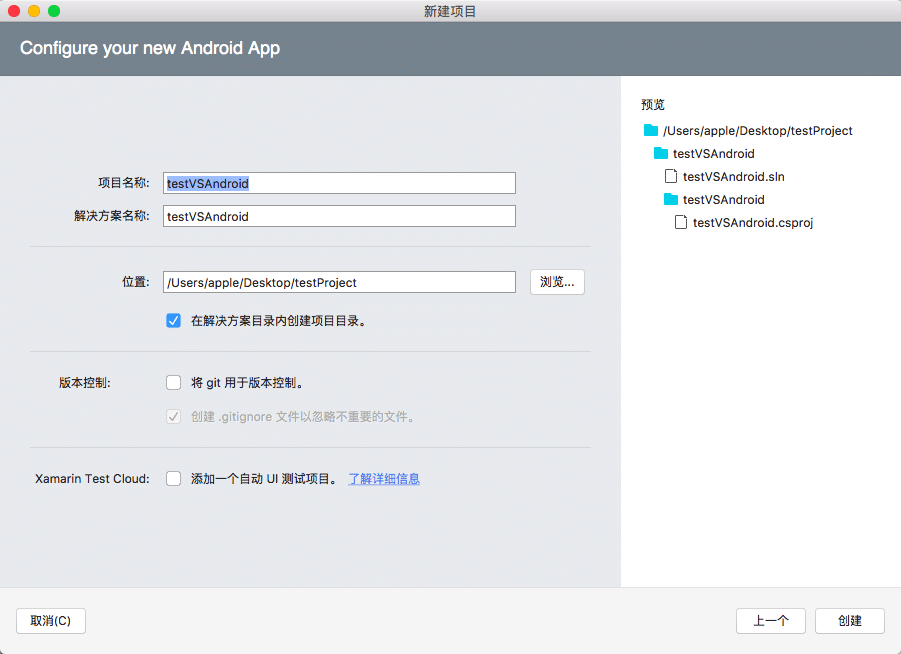 新建项目
Configure your new Android App
项目名称: testVSAndroid
解决方案名称: testVSAndroid
位置: /Users/apple/Desktop/testProject 浏览...
在解决方案目录内创建项目目录。
版本控制: 将 git 用于版本控制。
创建 .gitignore 文件以忽略不重要的文件。
Xamarin Test Cloud: 添加一个自动 UI 测试项目。 了解详细信息
预览
/Users/apple/Desktop/testProject
testVSAndroid
testVSAndroid.sln
testVSAndroid
testVSAndroid.csproj
取消(C) 上一个 创建